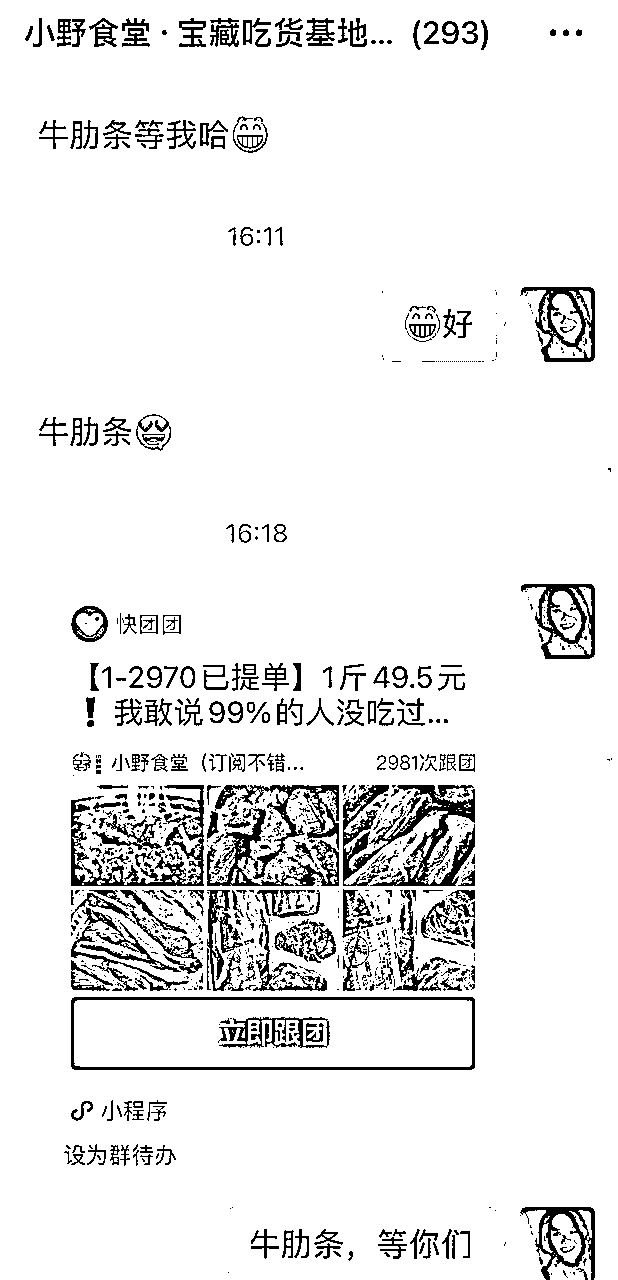 小野食堂·宝藏吃货基地... (293)
牛肋条等我哈😁
16:11
😁好
牛肋条🤤
16:18
快团团
【1-2970已提单】1斤49.5元
❗我敢说99%的人没吃过...
小野食堂（订阅不错...
2981次跟团
立即跟团
小程序
设为群待办
牛肋条，等你们